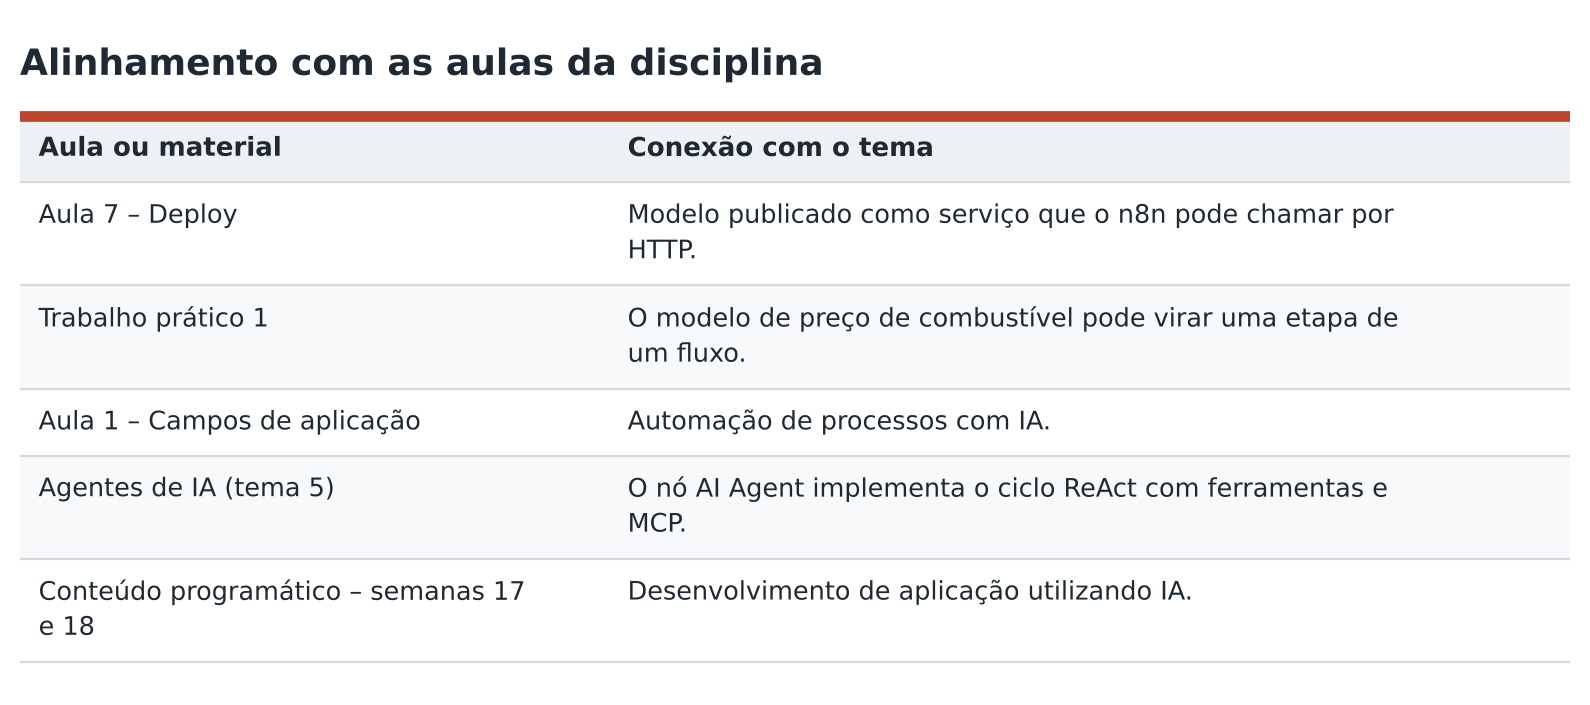 Alinhamento com as aulas da disciplina
Aula ou material
Conexão com o tema
Aula 7 – Deploy
Modelo publicado como serviço que o n8n pode chamar por
HTTP.
Trabalho prático 1
O modelo de preço de combustível pode virar uma etapa de
um fluxo.
Aula 1 – Campos de aplicação
Automação de processos com IA.
Agentes de IA (tema 5)
O nó AI Agent implementa o ciclo ReAct com ferramentas e
MCP.
Conteúdo programático – semanas 17
e 18
Desenvolvimento de aplicação utilizando IA.